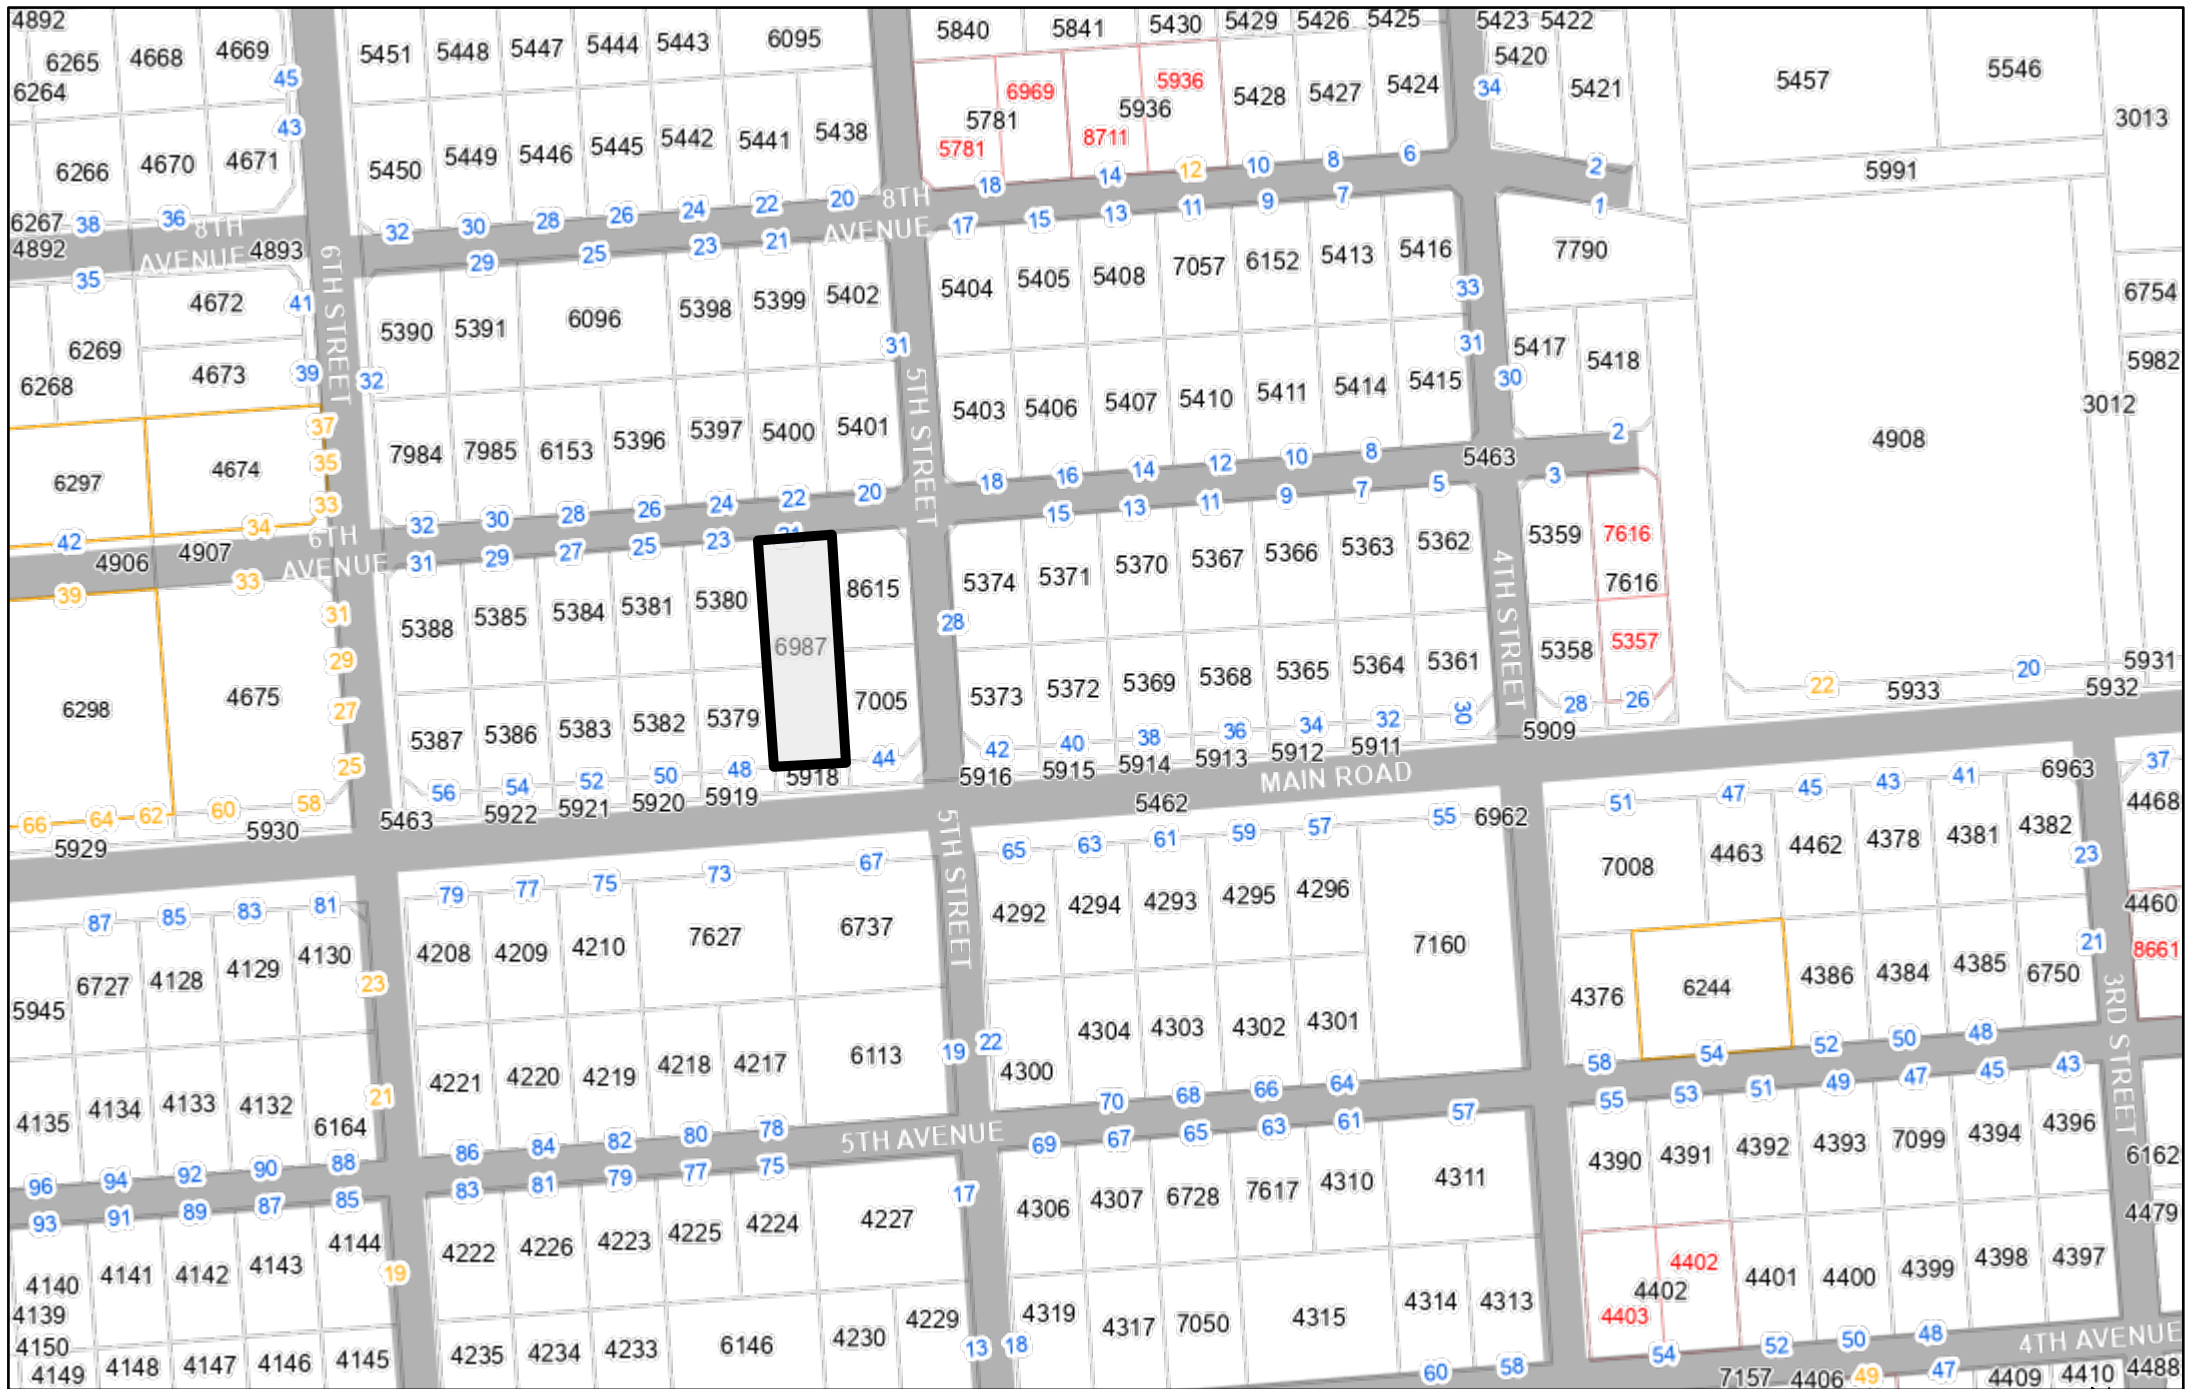 4892 5451 5448 5447 5444 5443 6095 5840 5841 5430 5429 5426 5425 5423 5422
6265 4668 4669 5420 5457 5546
6264 45 6969 5936 5428 5427 5424 34 5421
43 5450 5449 5446 5445 5442 5441 5438 5781 5936 3013
6266 4670 4671 5781 8711
18 14 12 10 8 6 2 5991
6267 38 36 8TH 32 30 28 26 24 22 20 8TH 17 15 13 11 9 7 1
4892 AVENUE 4893 29 25 23 21 AVENUE
35 4672 41 6TH STREET 5390 5391 6096 5398 5399 5402 5404 5405 5408 7057 6152 5413 5416 33 7790 6754
6268 6269 4673 39 32 31 31 30 5417 5418 5982
37 7984 7985 6153 5396 5397 5400 5401 5TH STREET 5403 5406 5407 5410 5411 5414 5415 2 4908 3012
6297 4674 35 33
42 34 32 30 28 26 24 22 20 18 16 14 12 10 8 5463 3
4906 4907 6TH 31 29 27 25 23 15 13 11 9 7 5
39 33 AVENUE
31 5388 5385 5384 5381 5380 6987 8615 28 5374 5371 5370 5367 5366 5363 5362 4TH STREET 5359 7616
7616
6298 4675 29 27 25 5387 5386 5383 5382 5379 7005 5373 5372 5369 5368 5365 5364 5361 5358 5357
56 54 52 50 48 44 42 40 38 36 34 32 30 28 26 22 20 5931
5933 5932
66 64 62 60 58 5463 5922 5921 5920 5919 5918 5916 5915 5914 5913 5912 5911 5909
5929 5930 5462 MAIN ROAD 6962 6963 37
79 77 75 73 67 65 63 61 59 57 55 51 47 45 43 41
87 85 83 81 5TH STREET 7008 4463 4462 4378 4381 4382 23 4468
5945 6727 4128 4129 4130 23 4208 4209 4210 7627 6737 4292 4294 4293 4295 4296 7160 4460
4376 6244 4386 4384 4385 6750 21 8661
4135 4134 4133 4132 6164 21 4221 4220 4219 4218 4217 6113 19 22 4300 4304 4303 4302 4301 3RD STREET
58 54 52 50 48
96 94 92 90 88 86 84 82 80 78 5TH AVENUE 70 68 66 64 55 53 51 49 47 45 43
93 91 89 87 85 83 81 79 77 75 69 67 65 63 61 57
4140 4141 4142 4143 4144 4222 4226 4223 4225 4224 4227 17 4306 4307 6728 7617 4310 4311 4390 4391 4392 4393 7099 4394 4396 6162
4139 19 4479
4150 4319 4317 7050 4315 4314 4313 4402 4402 4403 4401 4400 4399 4398 4397
4149 4148 4147 4146 4145 4235 4234 4233 6146 4230 4229 13 18 60 58 54 52 50 48 4TH AVENUE
7157 4406 49 47 4409 4410 4488